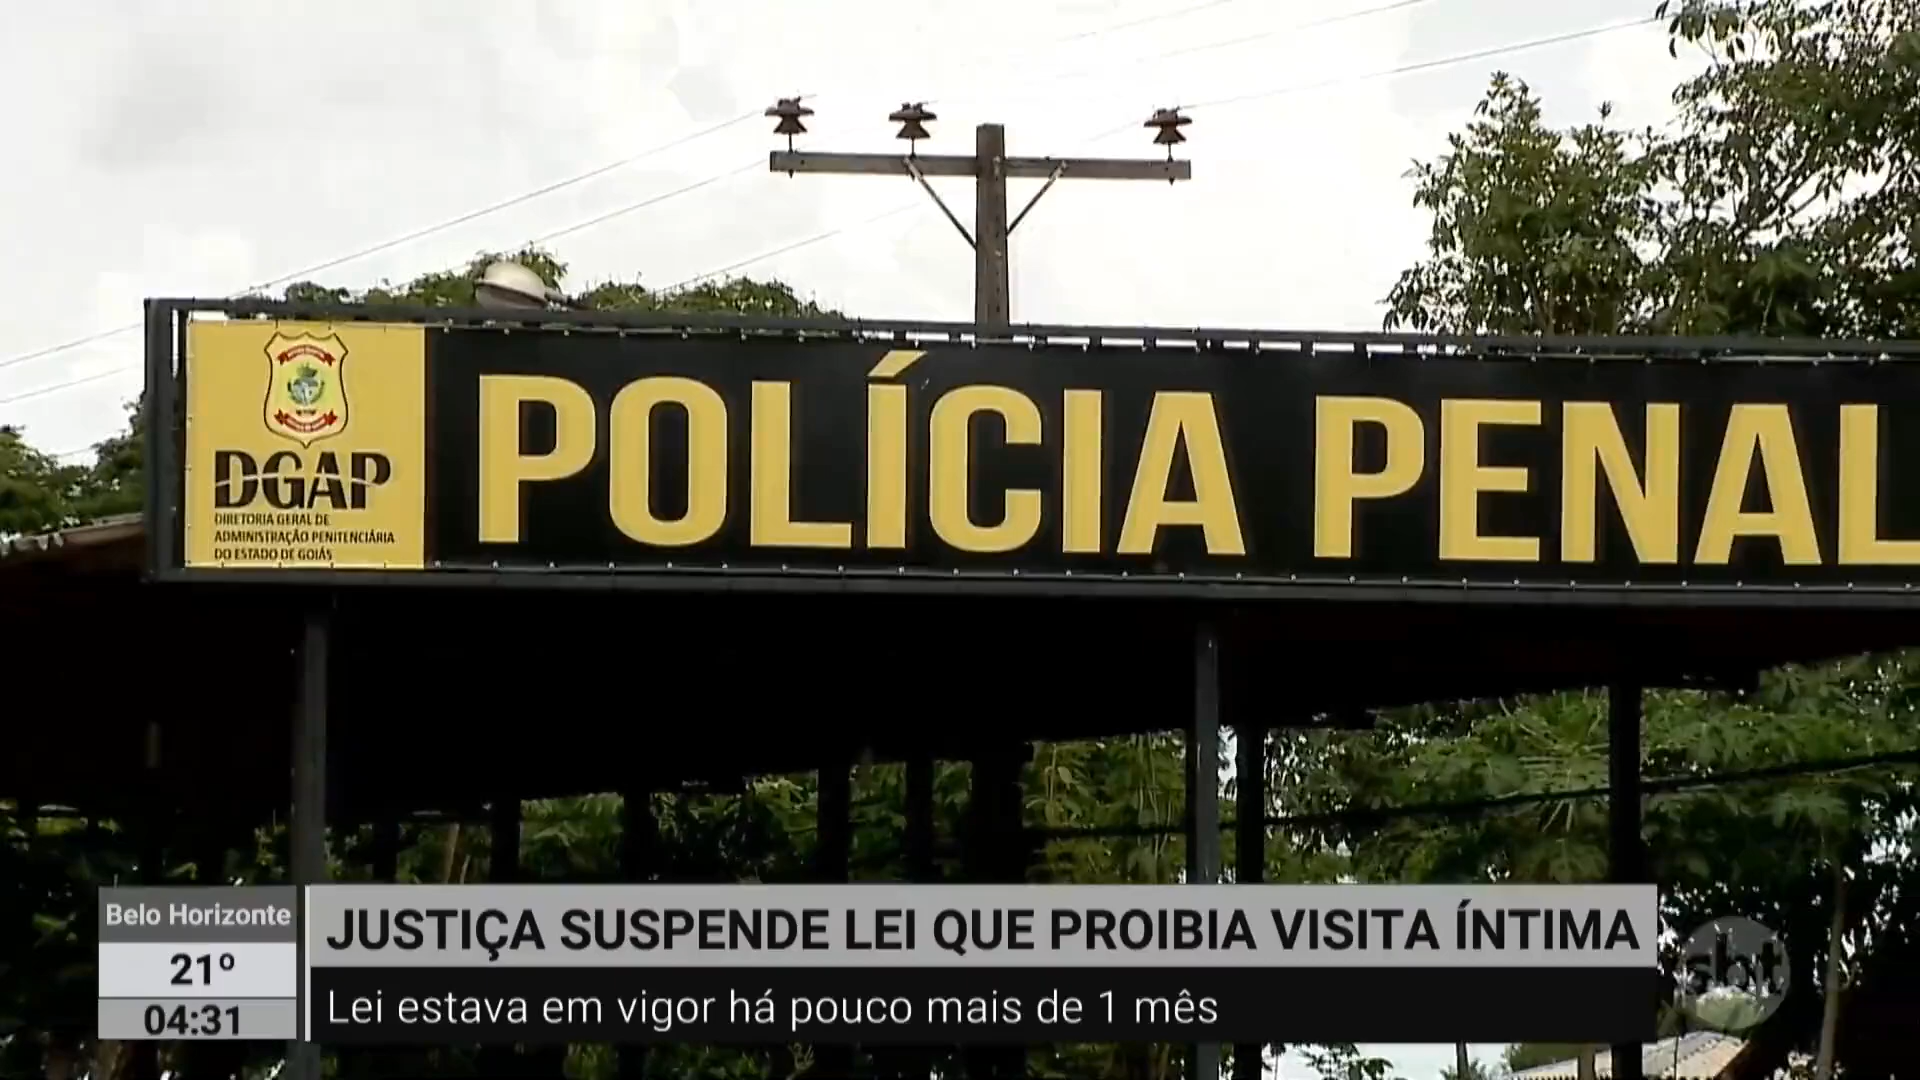 DGAP
DIRETORIA GERAL DE
ADMINISTRAÇÃO PENITENCIÁRIA
DO ESTADO DE GOIÁS
POLÍCIA PENAL
Belo Horizonte
21º
04:31
JUSTIÇA SUSPENDE LEI QUE PROIBIA VISITA ÍNTIMA
Lei estava em vigor há pouco mais de 1 mês
sbt